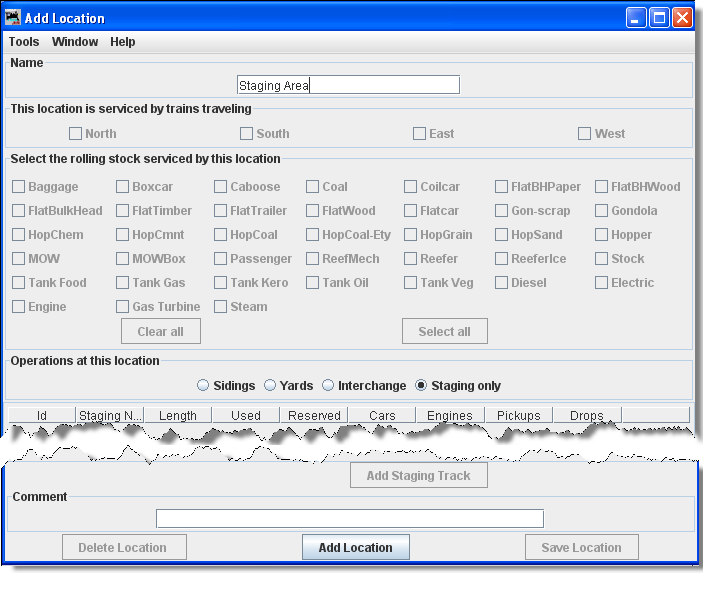 Add Location
Tools Window Help
Name
Staging Area
This location is serviced by trains traveling
North South East West
Select the rolling stock serviced by this location
Baggage Boxcar Caboose Coal Coilcar FlatBHPaper FlatBHWood
FlatBulkHead FlatTimber FlatTrailer FlatWood Flatcar Gon-scrap Gondola
HopChem HopCmnt HopCoal HopCoal-Ety HopGrain HopSand Hopper
MOW MOWBox Passenger ReefMech Reefer ReeferIce Stock
Tank Food Tank Gas Tank Kero Tank Oil Tank Veg Diesel Electric
Engine Gas Turbine Steam
Clear all Select all
Operations at this location
Sidings Yards Interchange Staging only
Id Staging N... Length Used Reserved Cars Engines Pickups Drops
Add Staging Track
Comment
Delete Location Add Location Save Location